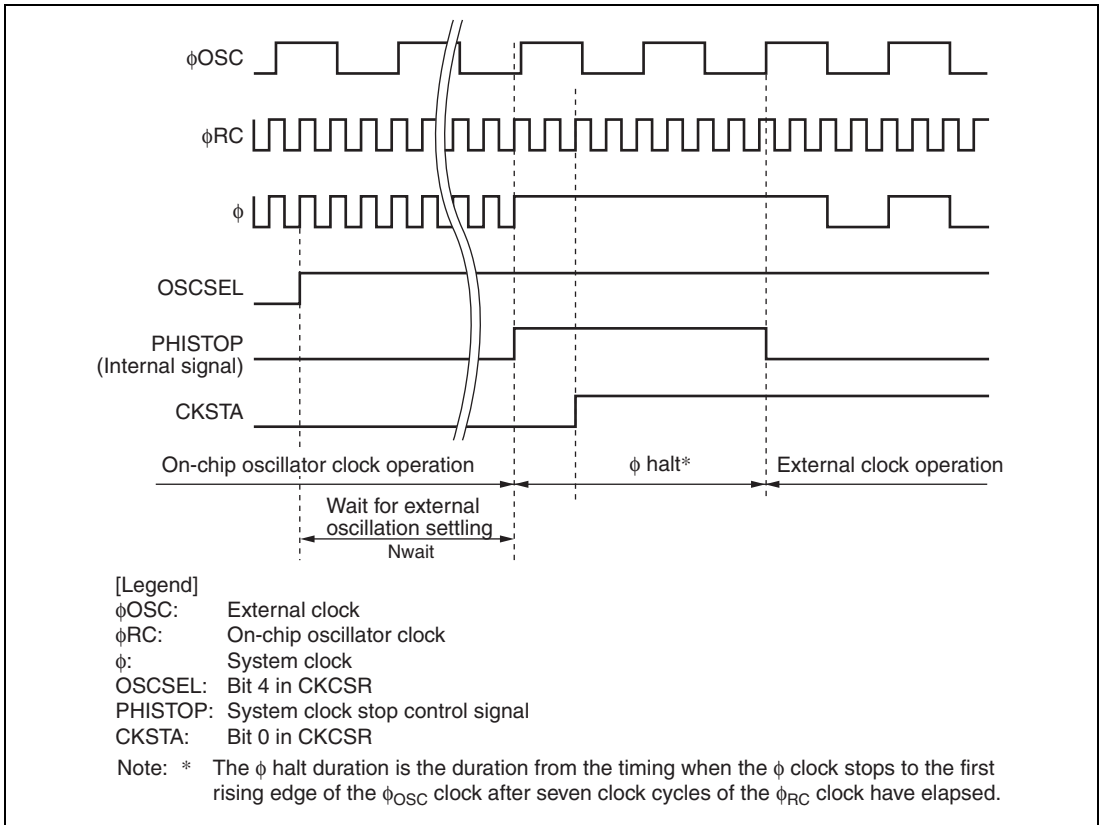 ϕOSC
ϕRC
ϕ
OSCSEL
PHISTOP
(Internal signal)
CKSTA
On-chip oscillator clock operation
ϕ halt*
External clock operation
Wait for external
oscillation settling
Nwait
[Legend]
ϕOSC: External clock
ϕRC: On-chip oscillator clock
ϕ: System clock
OSCSEL: Bit 4 in CKCSR
PHISTOP: System clock stop control signal
CKSTA: Bit 0 in CKCSR
Note: * The ϕ halt duration is the duration from the timing when the ϕ clock stops to the first
rising edge of the ϕOSC clock after seven clock cycles of the ϕRC clock have elapsed.